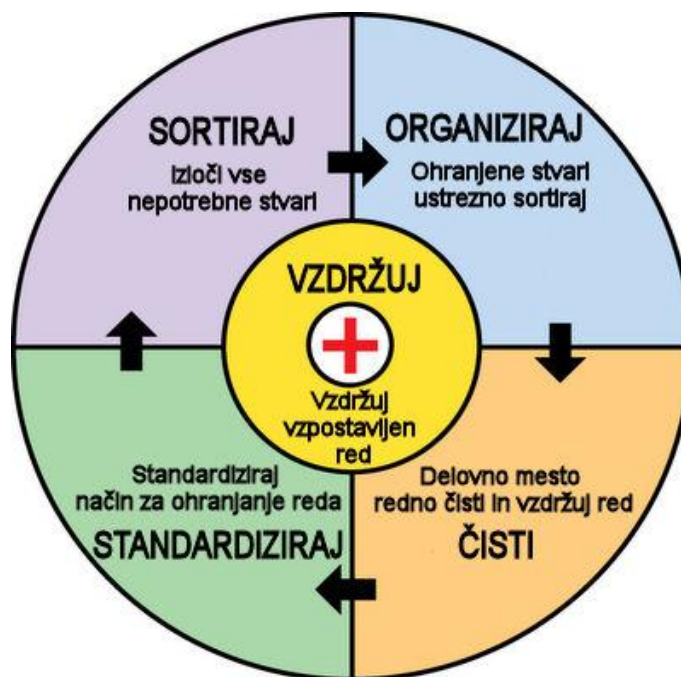 SORTIRAJ
Izloči vse
nepotrebne stvari
ORGANIZIRAJ
Ohranjene stvari
ustrezno sortiraj
VZDRŽUJ
Vzdržuj
vzpostavljen
red
Standardiziraj
način za ohranjanje reda
STANDARDIZIRAJ
Delovno mesto
redno čisti in vzdržuj red
ČISTI